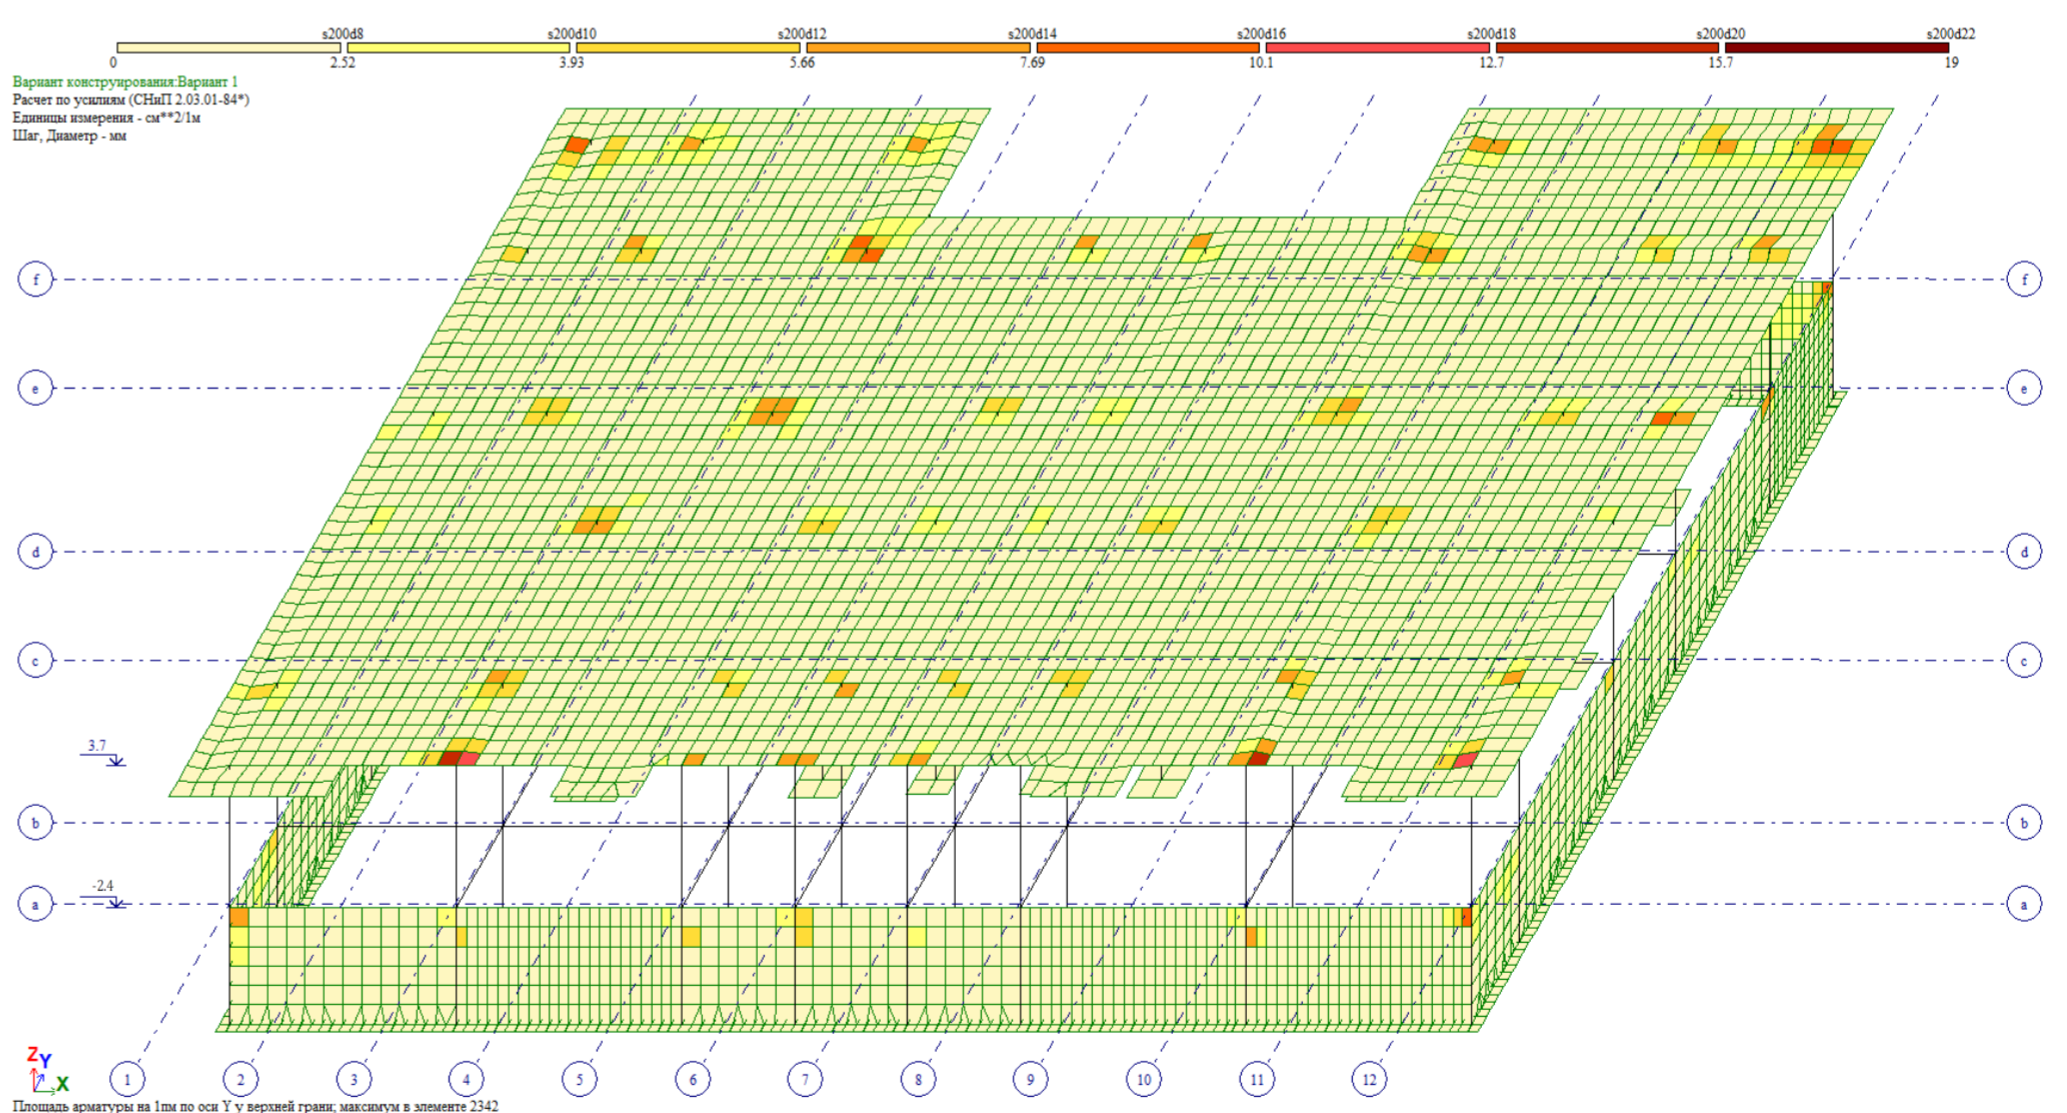 s200d8 s200d10 s200d12 s200d14 s200d16 s200d18 s200d20 s200d22
0 2.52 3.93 5.66 7.69 10.1 12.7 15.7 19
Вариант конструирования:Вариант 1
Расчет по усилиям (СНиП 2.03.01-84*)
Единицы измерения - см**2/1м
Шаг, Диаметр - мм
f f
e e
d d
c c
3.7
b b
-2.4
a a
Z Y
X
1 2 3 4 5 6 7 8 9 10 11 12
Площадь арматуры на 1пм по оси Y у верхней грани; максимум в элементе 2342